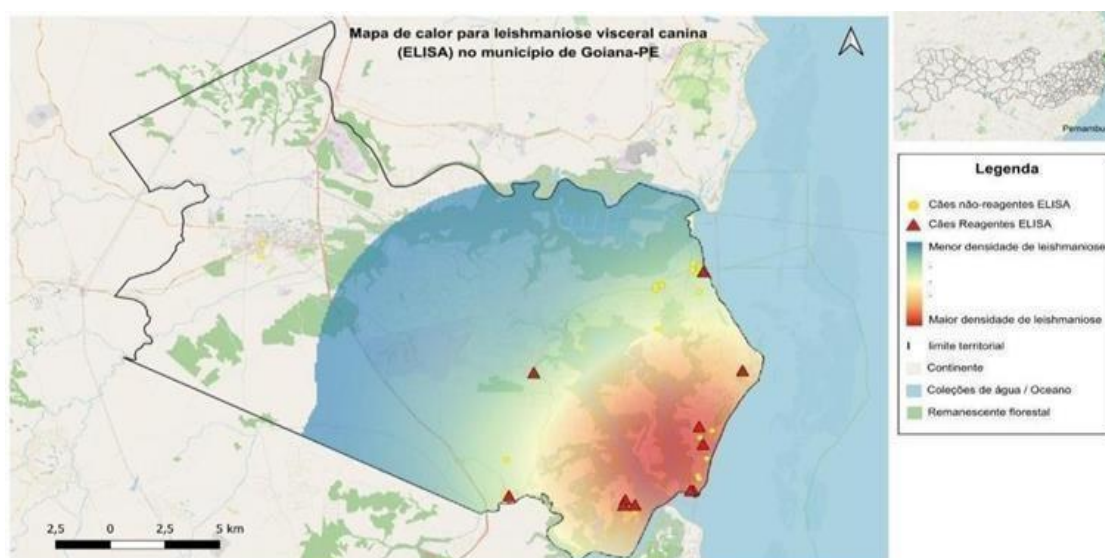 Mapa de calor para leishmaniose visceral canina
(ELISA) no município de Goiana-PE
Pernambu
Legenda
Cães não-reagentes ELISA
Cães Reagentes ELISA
Menor densidade de leishmaniose
Maior densidade de leishmaniose
limite territorial
Continente
Coleções de água / Oceano
Remanescente florestal
2,5 0 2,5 5 km